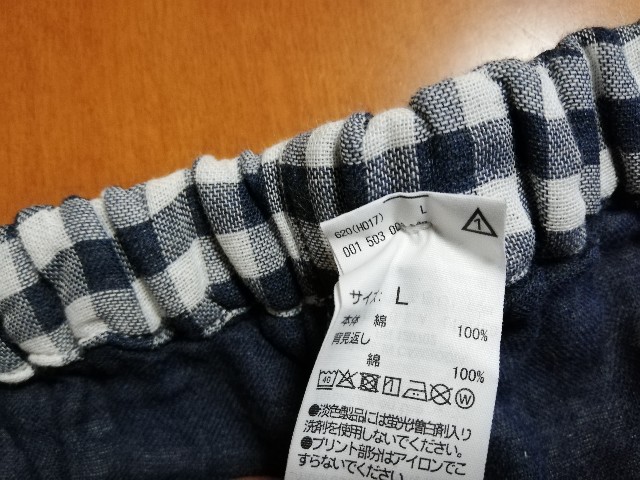 620(H017) L
001 503 00
1
サイズ: L
本体 綿 100%
背見返し
綿 100%
40
W
●淡色製品には蛍光増白剤入り
洗剤を使用しないでください。
●プリント部分はアイロンでこ
すらないでください